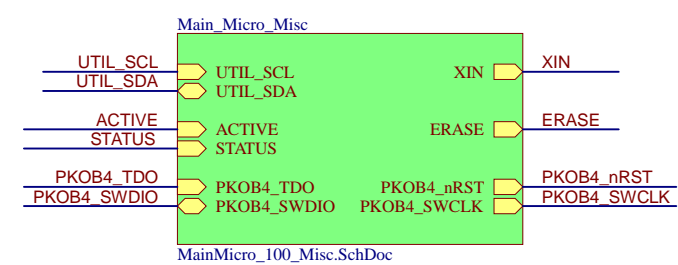 Main_Micro_Misc
UTIL_SCL UTIL_SCL XIN XIN
UTIL_SDA UTIL_SDA
ACTIVE ACTIVE ERASE ERASE
STATUS STATUS
PKOB4_TDO PKOB4_TDO PKOB4_nRST PKOB4_nRST
PKOB4_SWDIO PKOB4_SWDIO PKOB4_SWCLK PKOB4_SWCLK
MainMicro_100_Misc.SchDoc